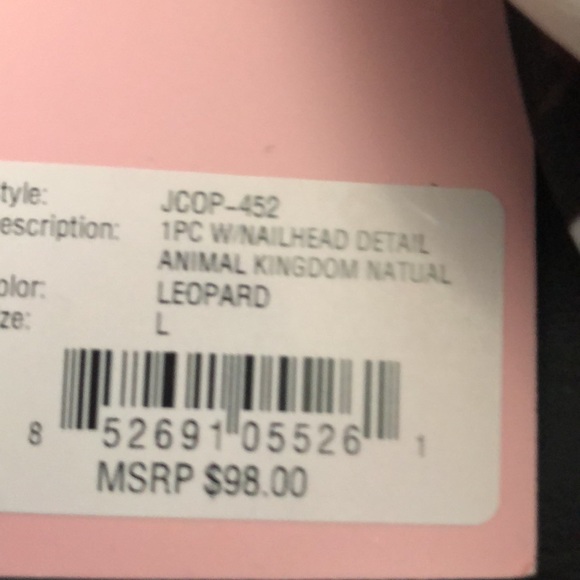 tyle: JCOP-452
escription: 1PC W/NAILHEAD DETAIL
ANIMAL KINGDOM NATUAL
olor: LEOPARD
ze: L
8 52691 05526 1
MSRP $98.00